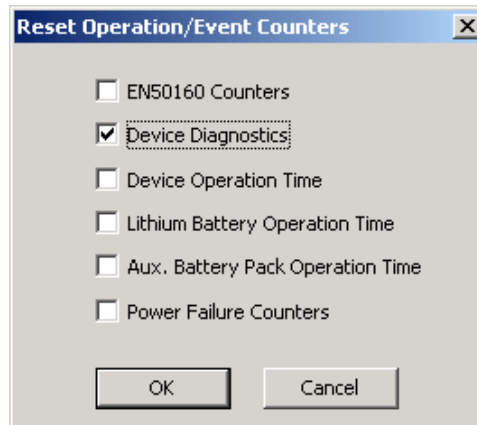 Reset Operation/Event Counters
EN50160 Counters
Device Diagnostics
Device Operation Time
Lithium Battery Operation Time
Aux. Battery Pack Operation Time
Power Failure Counters
OK Cancel